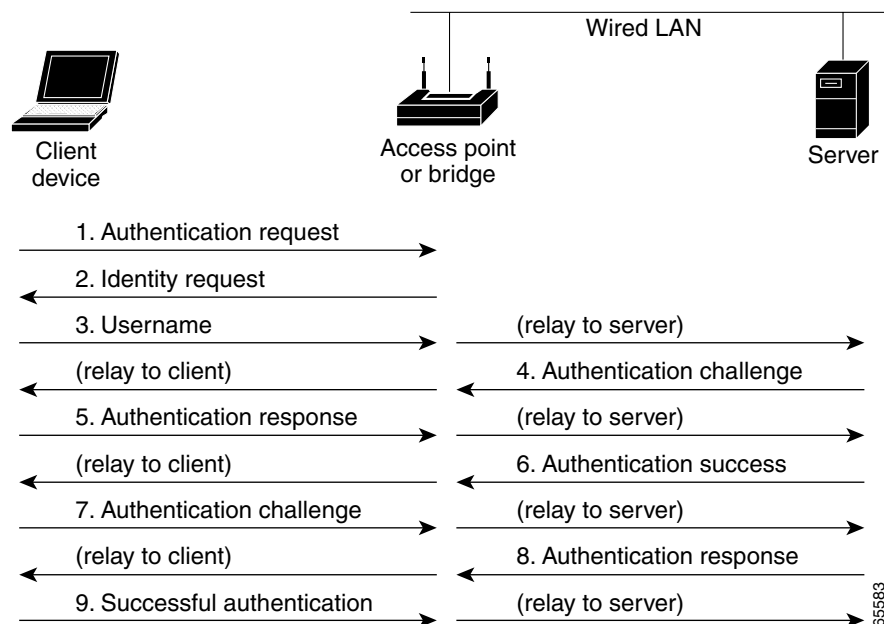 Wired LAN
Client
device
Access point
or bridge
Server
1. Authentication request
2. Identity request
3. Username
(relay to server)
(relay to client)
4. Authentication challenge
5. Authentication response
(relay to server)
(relay to client)
6. Authentication success
7. Authentication challenge
(relay to server)
(relay to client)
8. Authentication response
9. Successful authentication
(relay to server)
65583